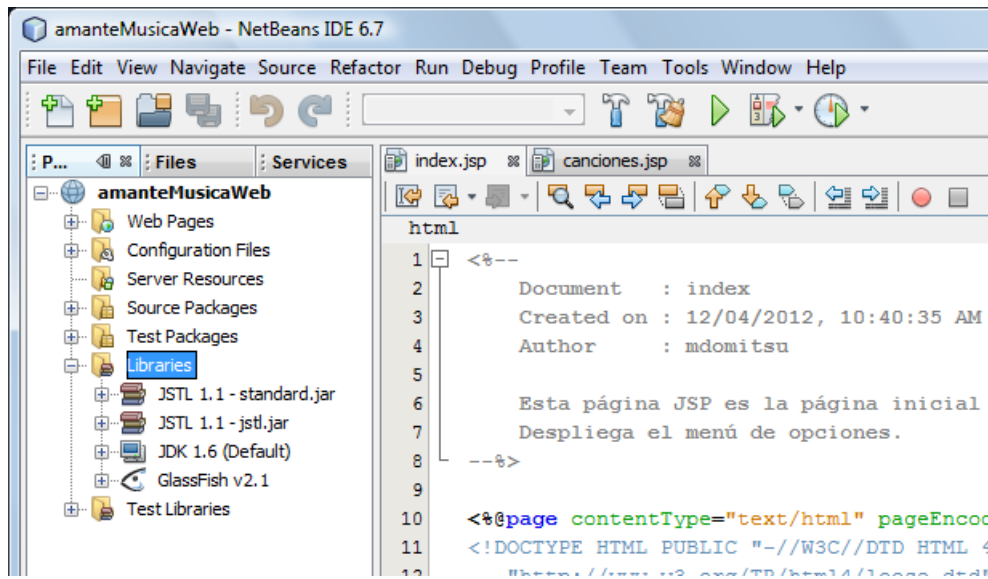 amanteMusicaWeb - NetBeans IDE 6.7
File Edit View Navigate Source Refactor Run Debug Profile Team Tools Window Help
P... Files Services
index.jsp canciones.jsp
amanteMusicaWeb
Web Pages
Configuration Files
Server Resources
Source Packages
Test Packages
Libraries
JSTL 1.1 - standard.jar
JSTL 1.1 - jstl.jar
JDK 1.6 (Default)
GlassFish v2.1
Test Libraries
html
1 <%--
2 Document : index
3 Created on : 12/04/2012, 10:40:35 AM
4 Author : mdomitsu
5
6 Esta página JSP es la página inicial
7 Despliega el menú de opciones.
8 --%>
9
10 <%@page contentType="text/html" pageEncod
11 <!DOCTYPE HTML PUBLIC "-//W3C//DTD HTML 4